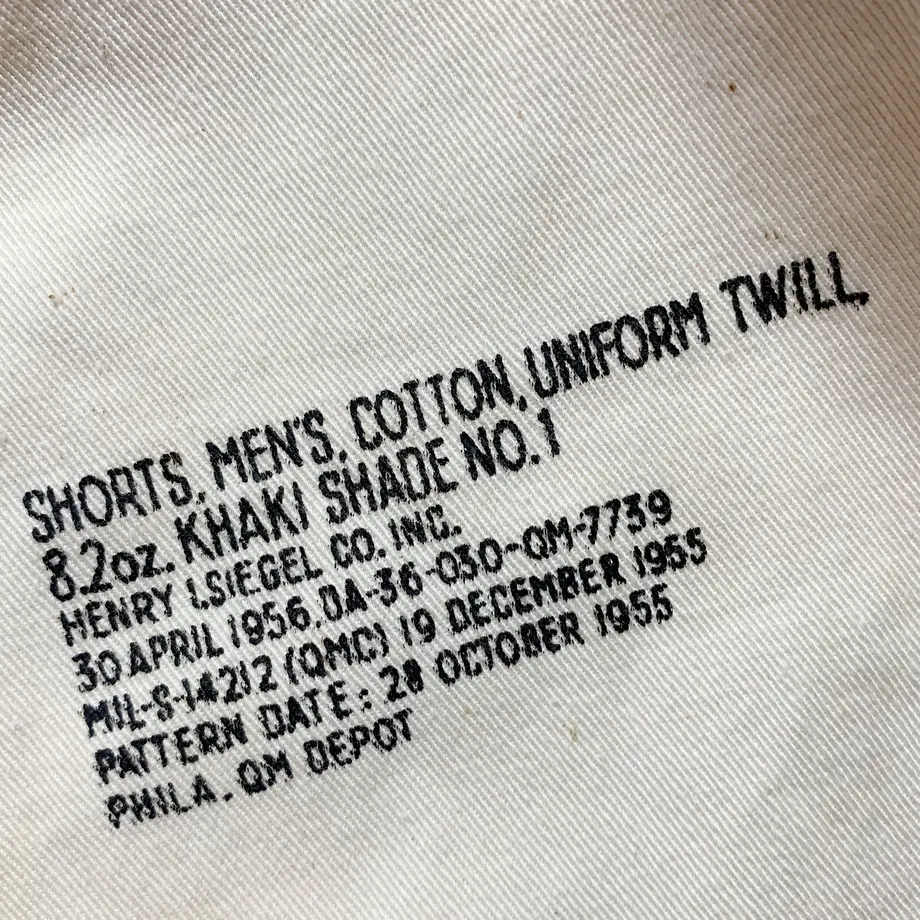 SHORTS, MEN'S, COTTON, UNIFORM TWILL,
8.2oz. KHAKI SHADE NO. 1
HENRY I.SIEGEL CO. INC.
30 APRIL 1956, DA-36-030-QM-7739
MIL-S-14212 (QMC) 19 DECEMBER 1955
PATTERN DATE: 28 OCTOBER 1955
PHILA. QM DEPOT